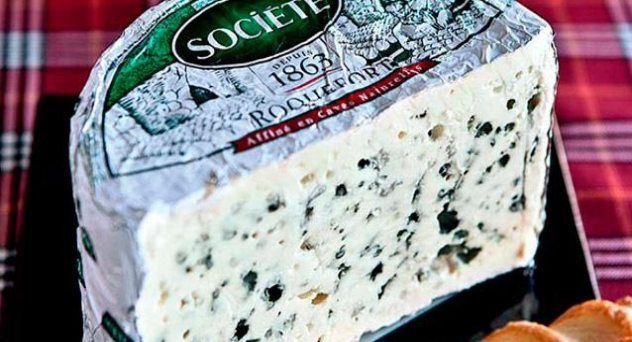 SOCIÉTÉ
DEPUIS
1863
ROQUEFORT
Affiné en Caves Naturelles